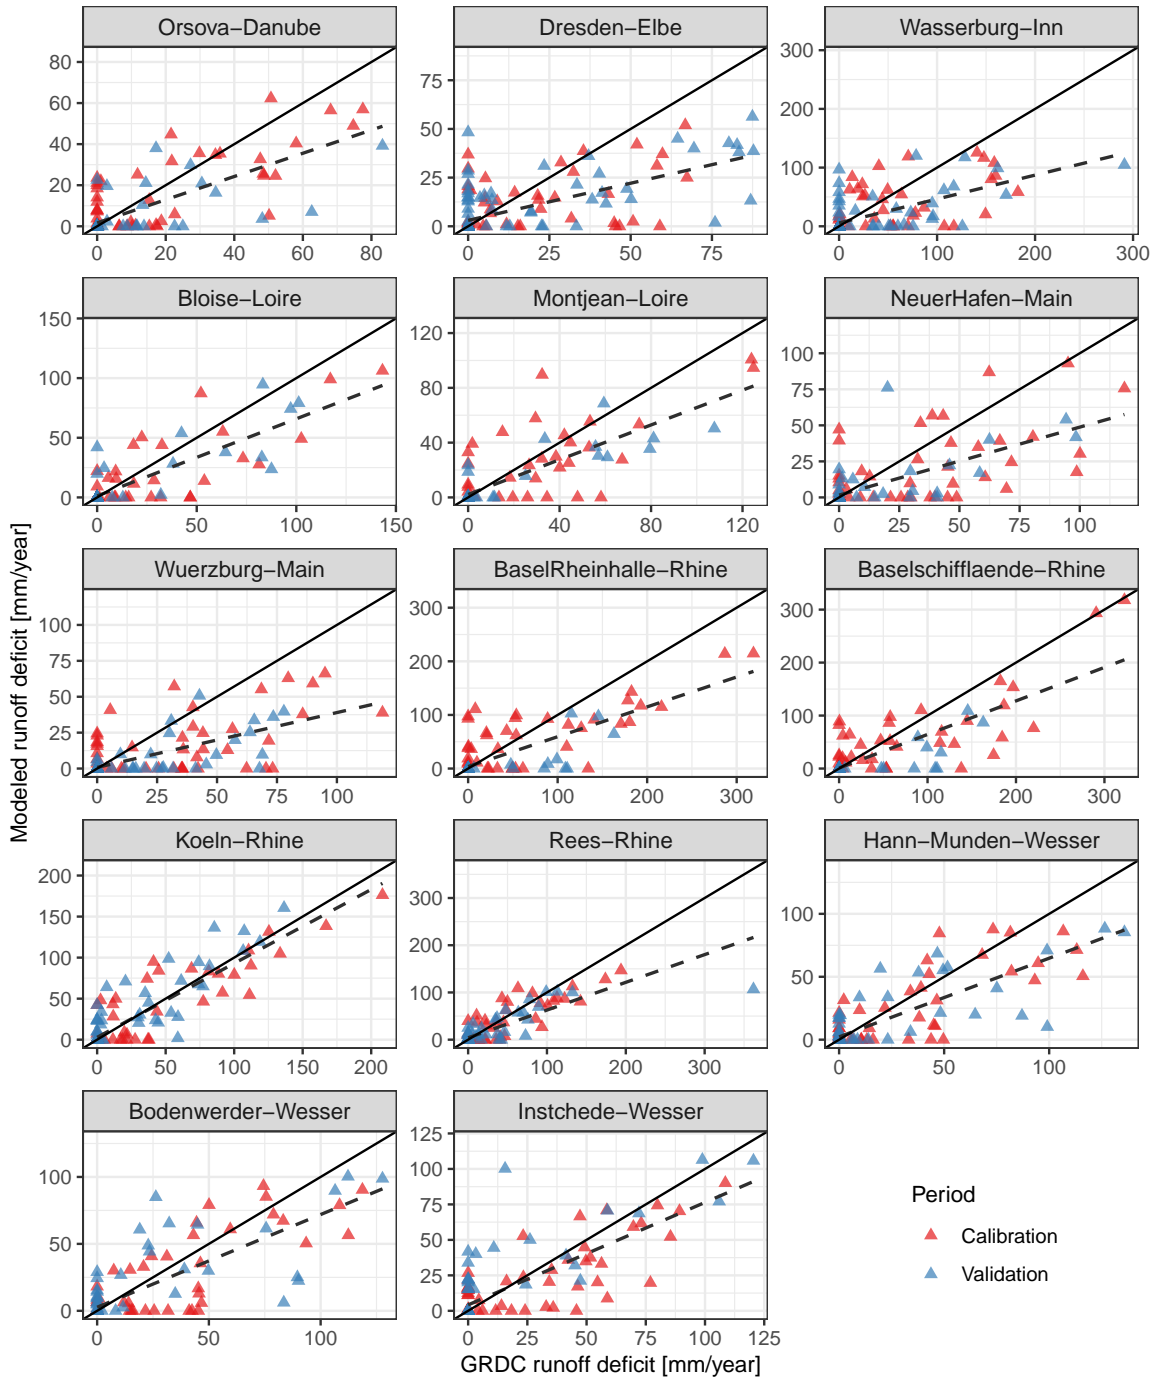 Orsova−Danube
Dresden−Elbe
Wasserburg−Inn
80
60
40
20
0
0 20 40 60 80
75
50
25
0
0 25 50 75
300
200
100
0
0 100 200 300
Bloise−Loire
Montjean−Loire
NeuerHafen−Main
150
100
50
0
0 50 100 150
120
80
40
0
0 40 80 120
100
75
50
25
0
0 25 50 75 100
Wuerzburg−Main
BaselRheinhalle−Rhine
Baselschifflaende−Rhine
100
75
50
25
0
0 25 50 75 100
300
200
100
0
0 100 200 300
300
200
100
0
0 100 200 300
Koeln−Rhine
Rees−Rhine
Hann−Munden−Wesser
200
150
100
50
0
0 50 100 150 200
300
200
100
0
0 100 200 300
100
50
0
0 50 100
Bodenwerder−Wesser
Instchede−Wesser
100
50
0
0 50 100
125
100
75
50
25
0
0 25 50 75 100 125
Modeled runoff deficit [mm/year]
GRDC runoff deficit [mm/year]
Period
Calibration
Validation